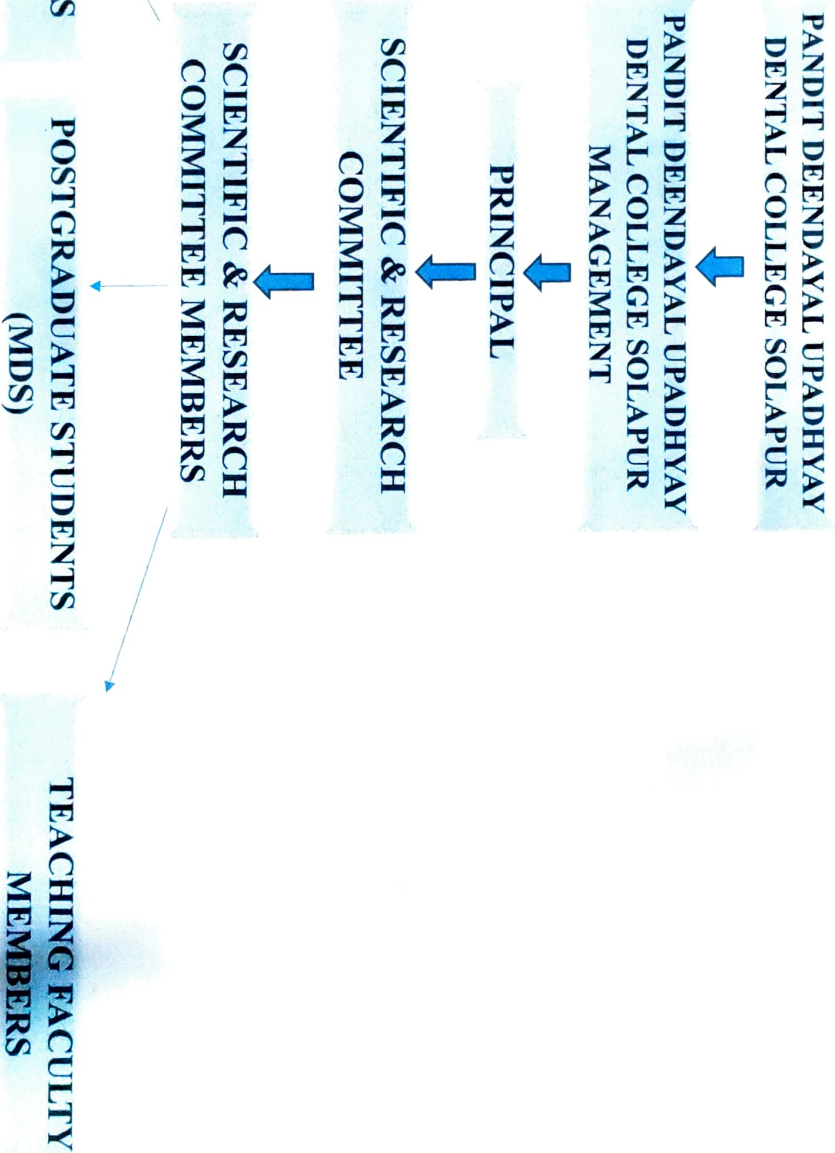 PANDIT DEENDAYAL UPADHYAY
DENTAL COLLEGE SOLAPUR
PANDIT DEENDAYAL UPADHYAY
DENTAL COLLEGE SOLAPUR
MANAGEMENT
PRINCIPAL
SCIENTIFIC & RESEARCH
COMMITTEE
SCIENTIFIC & RESEARCH
COMMITTEE MEMBERS
POSTGRADUATE STUDENTS
(MDS)
TEACHING FACULTY
MEMBERS